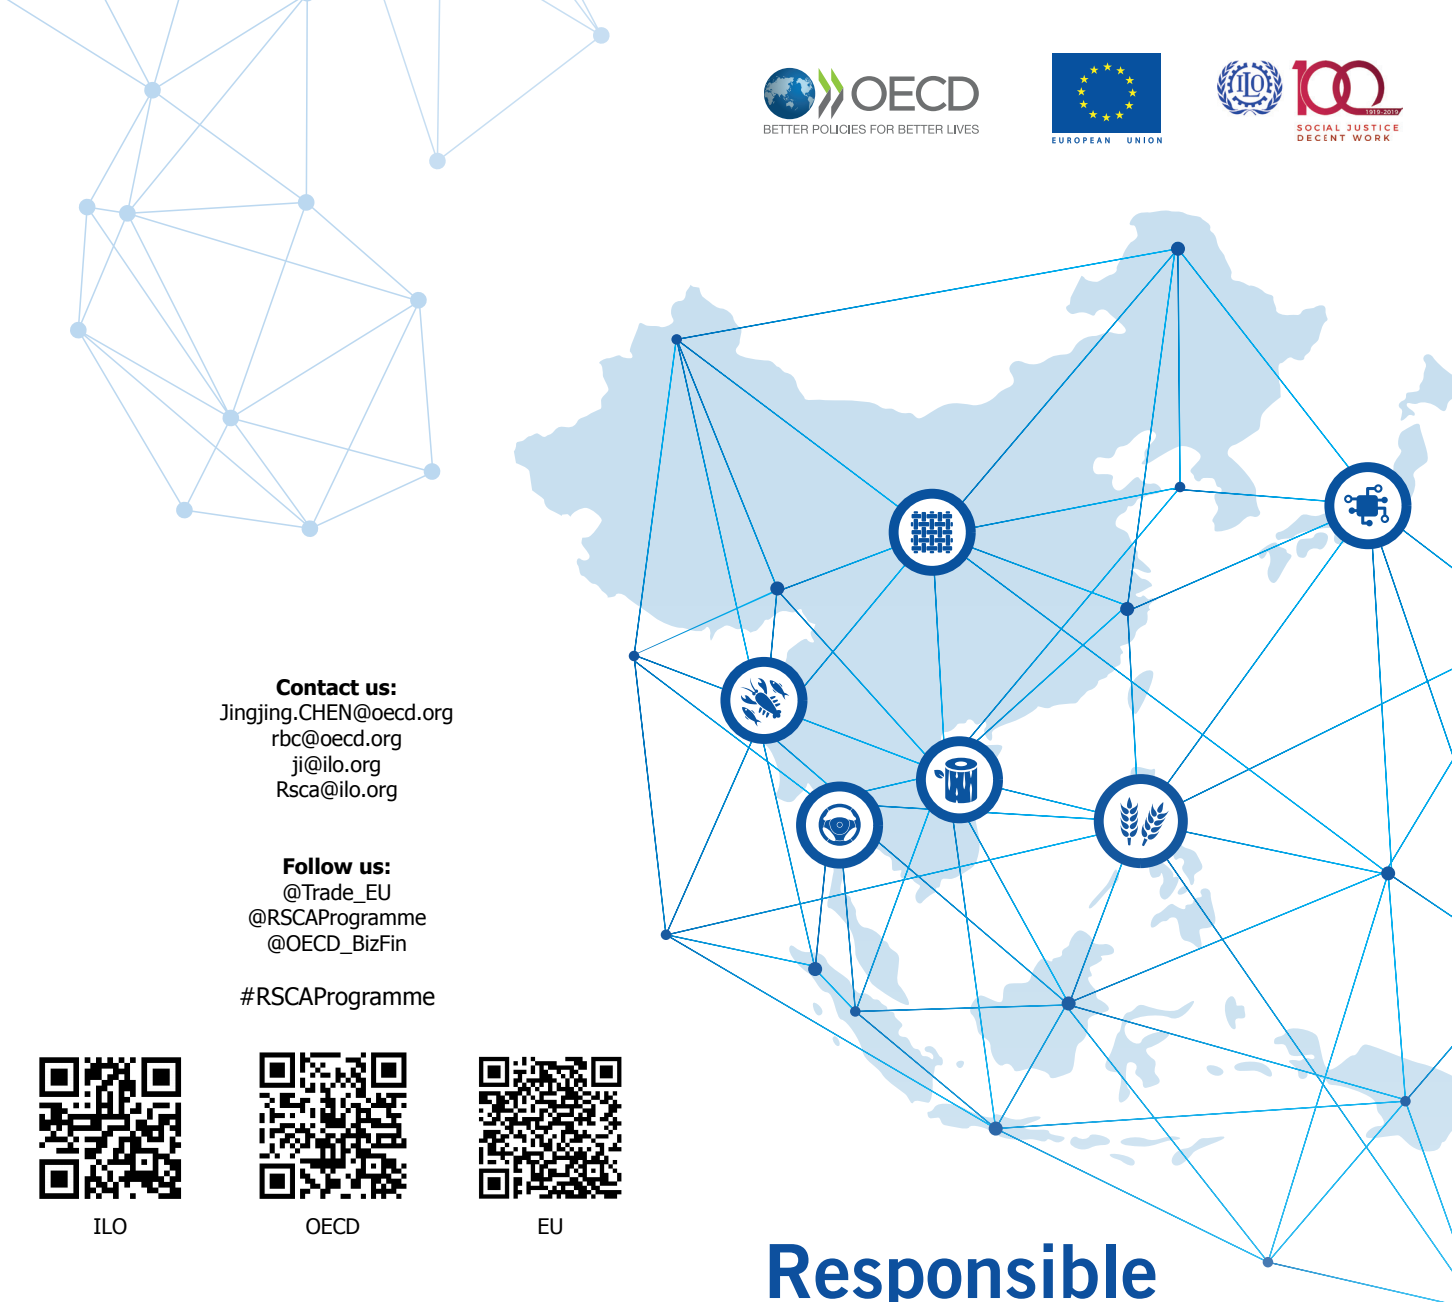 OECD
BETTER POLICIES FOR BETTER LIVES
EUROPEAN UNION
ILO
100
1919-2019
SOCIAL JUSTICE
DECENT WORK
Contact us:
Jingjing.CHEN@oecd.org
rbc@oecd.org
ji@ilo.org
Rsca@ilo.org
Follow us:
@Trade_EU
@RSCAProgramme
@OECD_BizFin
#RSCAProgramme
ILO
OECD
EU
Responsible